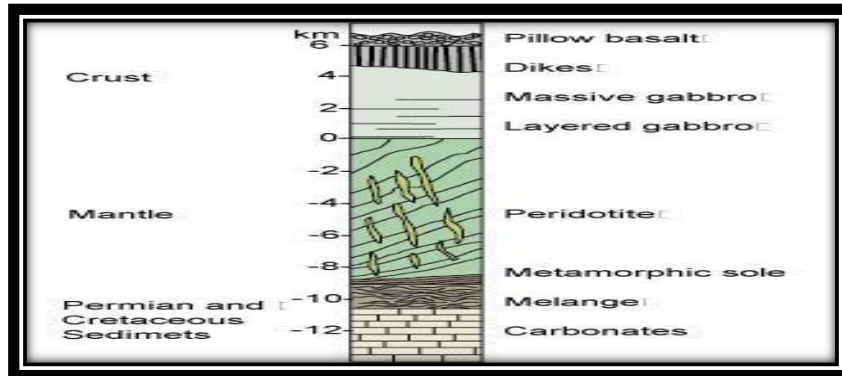 km
6
4
2
0
-2
-4
-6
-8
-10
-12
Crust
Mantle
Permian and
Cretaceous
Sedimets
Pillow basalt
Dikes
Massive gabbro
Layered gabbro
Peridotite
Metamorphic sole
Melange
Carbonates